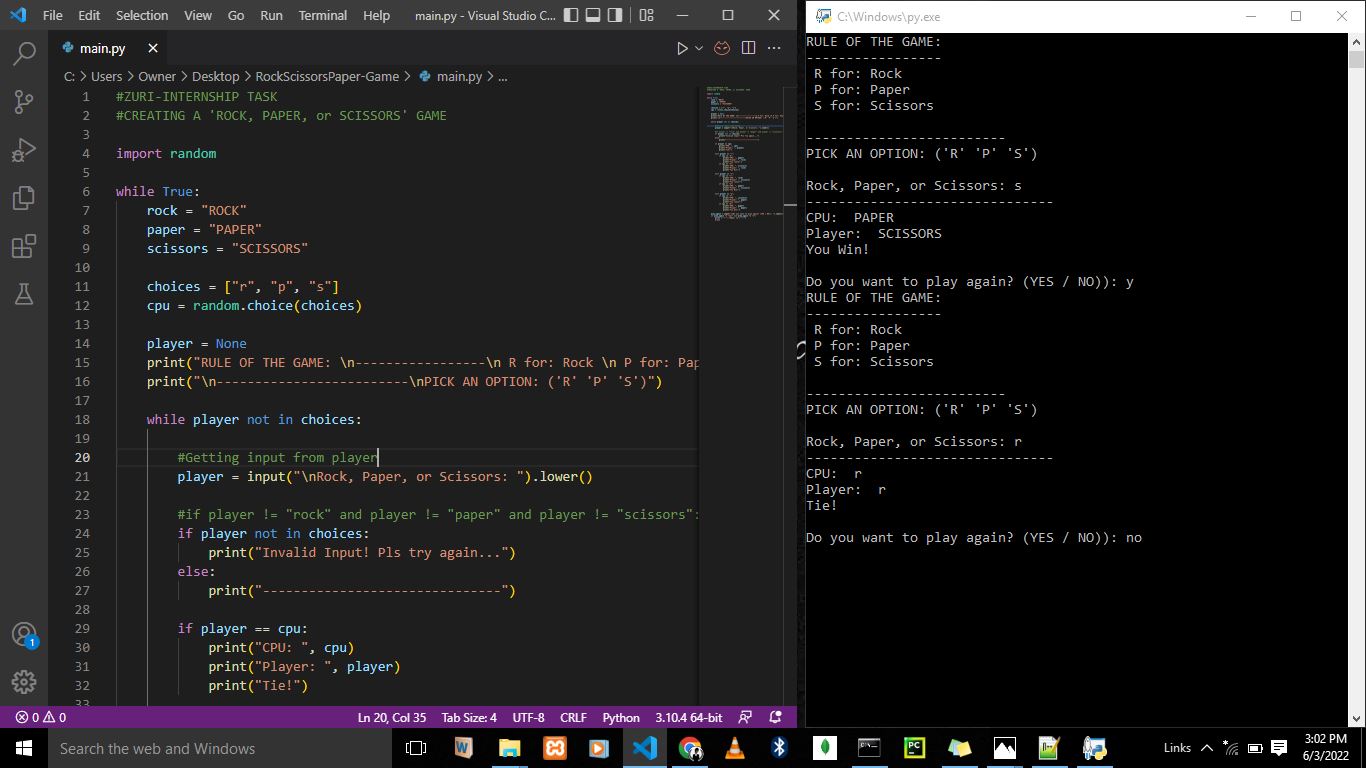 File Edit Selection View Go Run Terminal Help main.py - Visual Studio C...
main.py
C: > Users > Owner > Desktop > RockScissorsPaper-Game > main.py > ...
1 #ZURI-INTERNSHIP TASK
2 #CREATING A 'ROCK, PAPER, or SCISSORS' GAME
3
4 import random
5
6 while True:
7 rock = "ROCK"
8 paper = "PAPER"
9 scissors = "SCISSORS"
10
11 choices = ["r", "p", "s"]
12 cpu = random.choice(choices)
13
14 player = None
15 print("RULE OF THE GAME: \n-----------------\n R for: Rock \n P for: Pap
16 print("\n-------------------------\nPICK AN OPTION: ('R' 'P' 'S')")
17
18 while player not in choices:
19
20 #Getting input from player
21 player = input("\nRock, Paper, or Scissors: ").lower()
22
23 #if player != "rock" and player != "paper" and player != "scissors":
24 if player not in choices:
25 print("Invalid Input! Pls try again...")
26 else:
27 print("-------------------------------")
28
29 if player == cpu:
30 print("CPU: ", cpu)
31 print("Player: ", player)
32 print("Tie!")
33
1
0 0 Ln 20, Col 35 Tab Size: 4 UTF-8 CRLF Python 3.10.4 64-bit
C:\Windows\py.exe
RULE OF THE GAME:
-----------------
R for: Rock
P for: Paper
S for: Scissors
-------------------------
PICK AN OPTION: ('R' 'P' 'S')
Rock, Paper, or Scissors: s
-------------------------------
CPU: PAPER
Player: SCISSORS
You Win!
Do you want to play again? (YES / NO)): y
RULE OF THE GAME:
-----------------
R for: Rock
P for: Paper
S for: Scissors
-------------------------
PICK AN OPTION: ('R' 'P' 'S')
Rock, Paper, or Scissors: r
-------------------------------
CPU: r
Player: r
Tie!
Do you want to play again? (YES / NO)): no
Search the web and Windows
Links
3:02 PM
6/3/2022